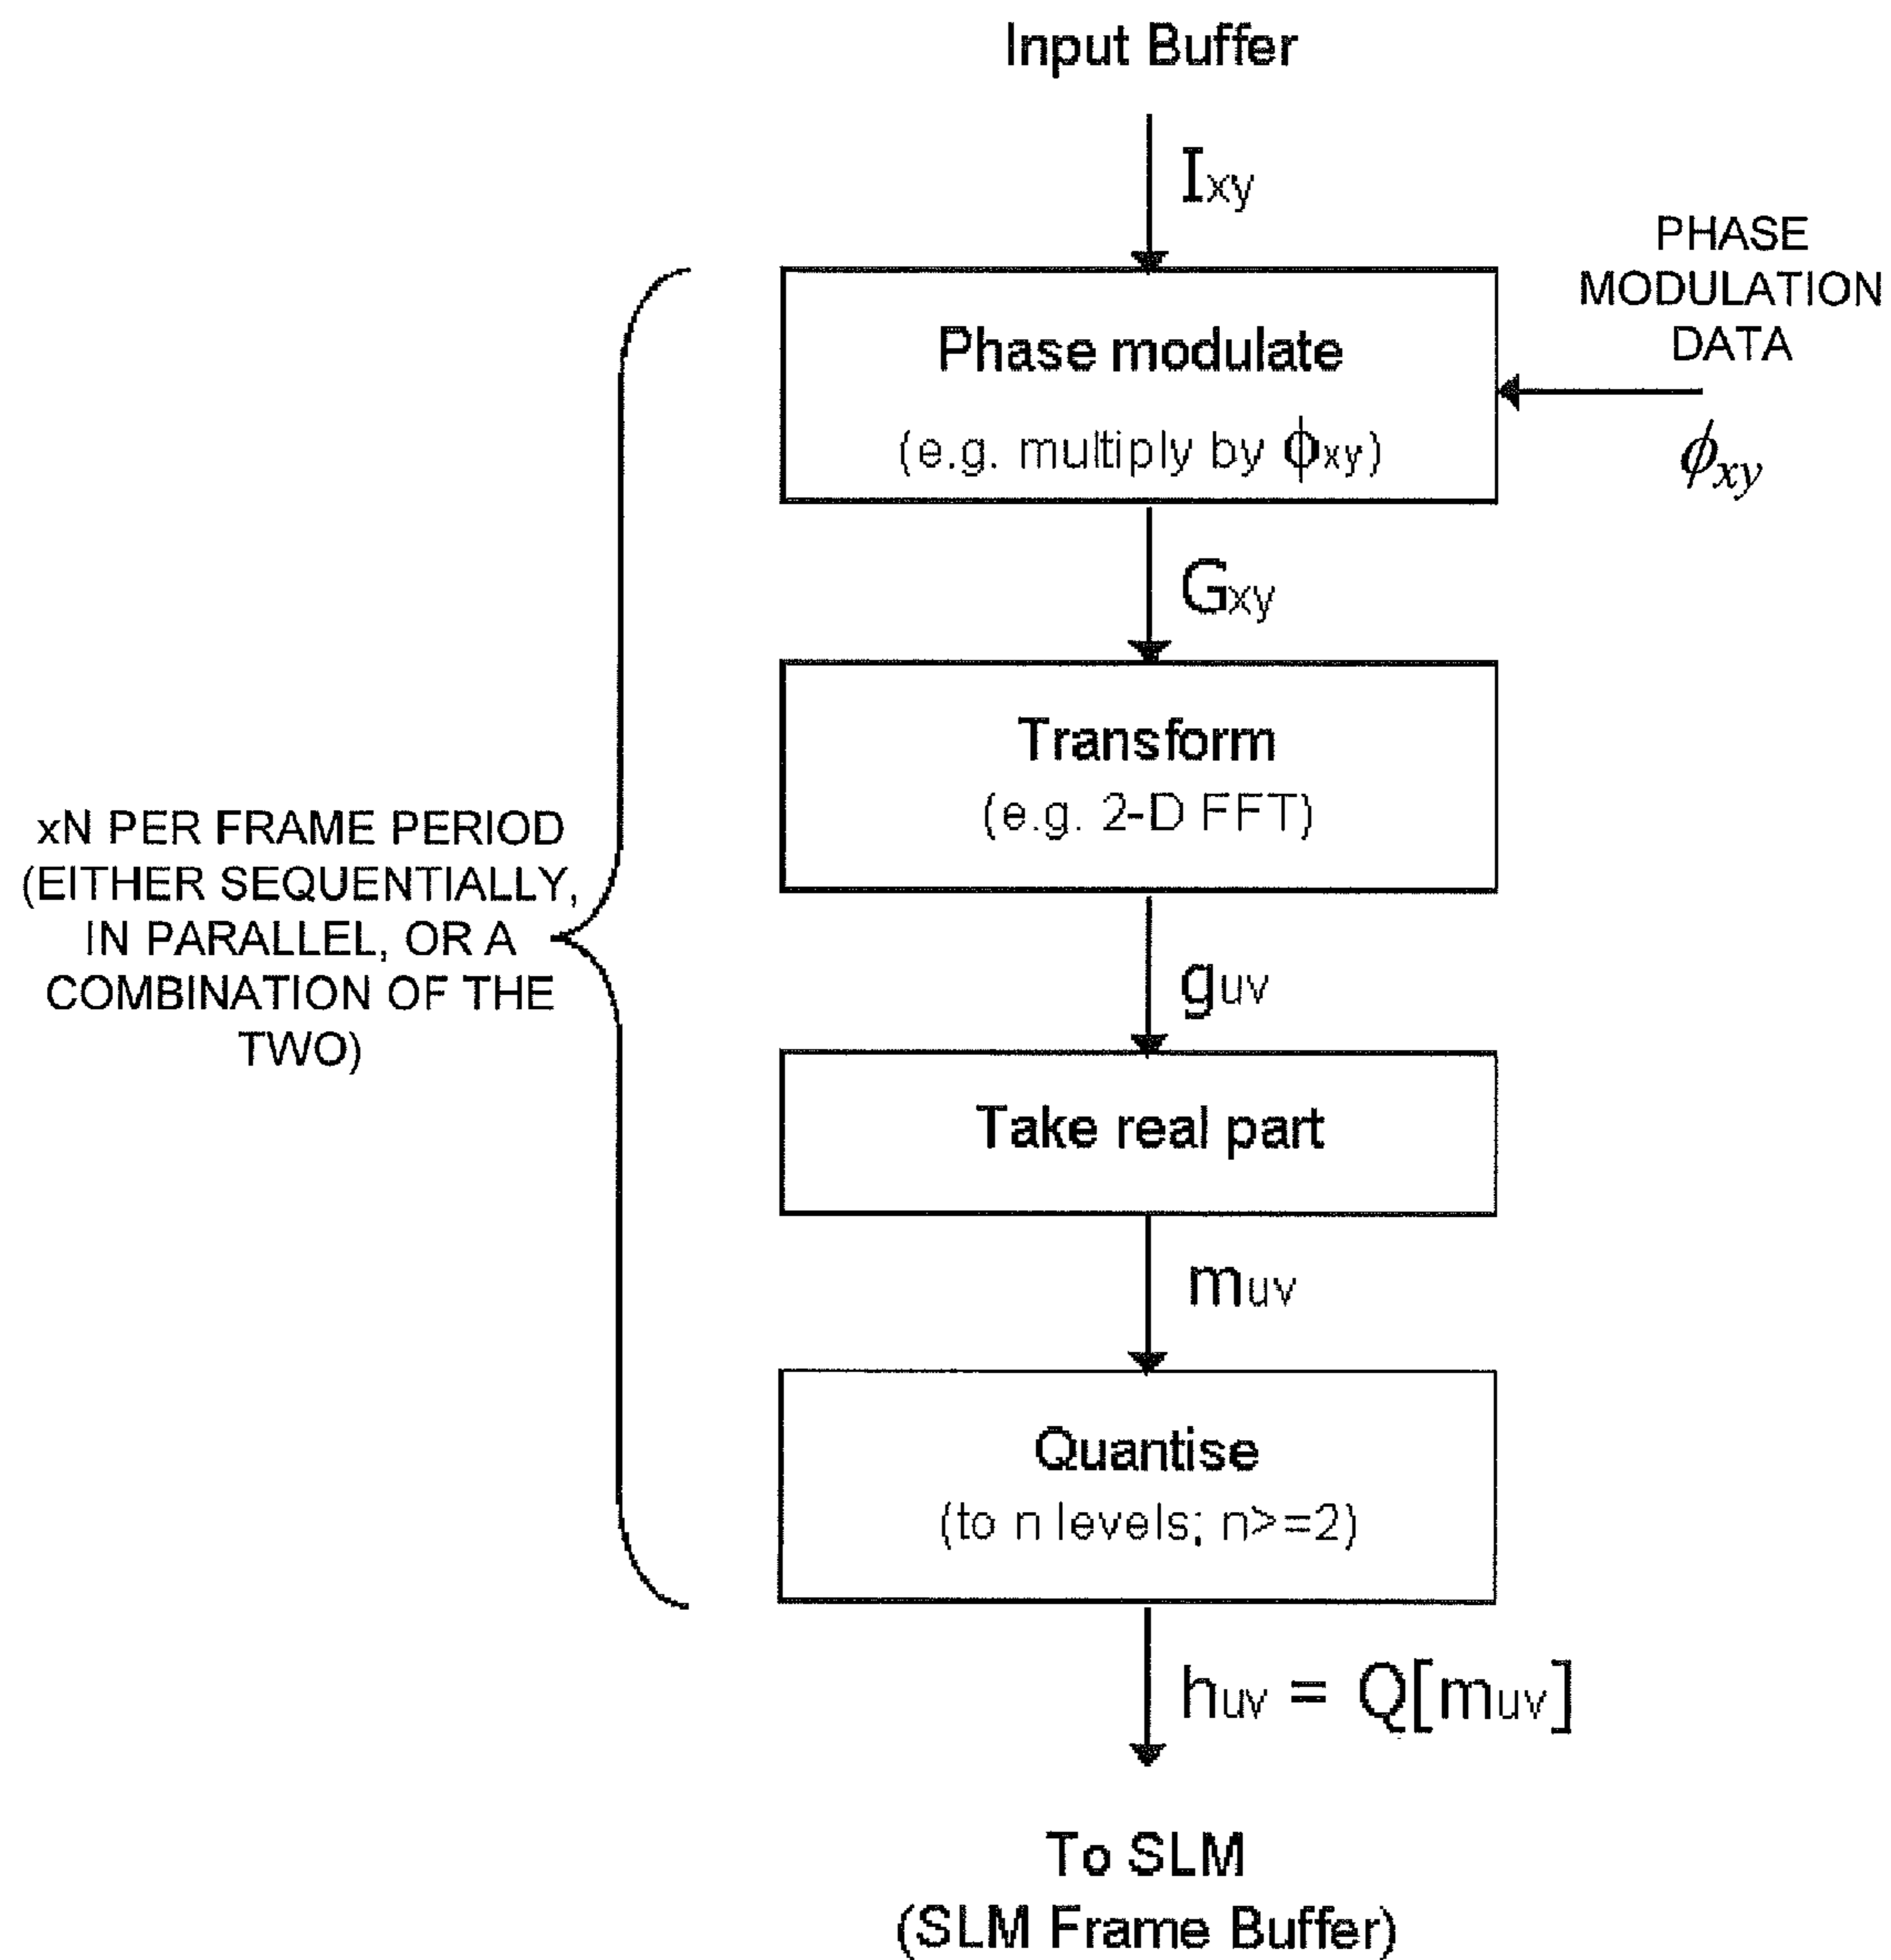 Input Buffer
Ixy
PHASE
MODULATION
DATA
ϕxy
Phase modulate
(e.g. multiply by ϕxy)
Gxy
Transform
(e.g. 2-D FFT)
xN PER FRAME PERIOD
(EITHER SEQUENTIALLY,
IN PARALLEL, OR A
COMBINATION OF THE
TWO)
guv
Take real part
muv
Quantise
(to n levels; n>=2)
huv = Q[muv]
To SLM
(SLM Frame Buffer)